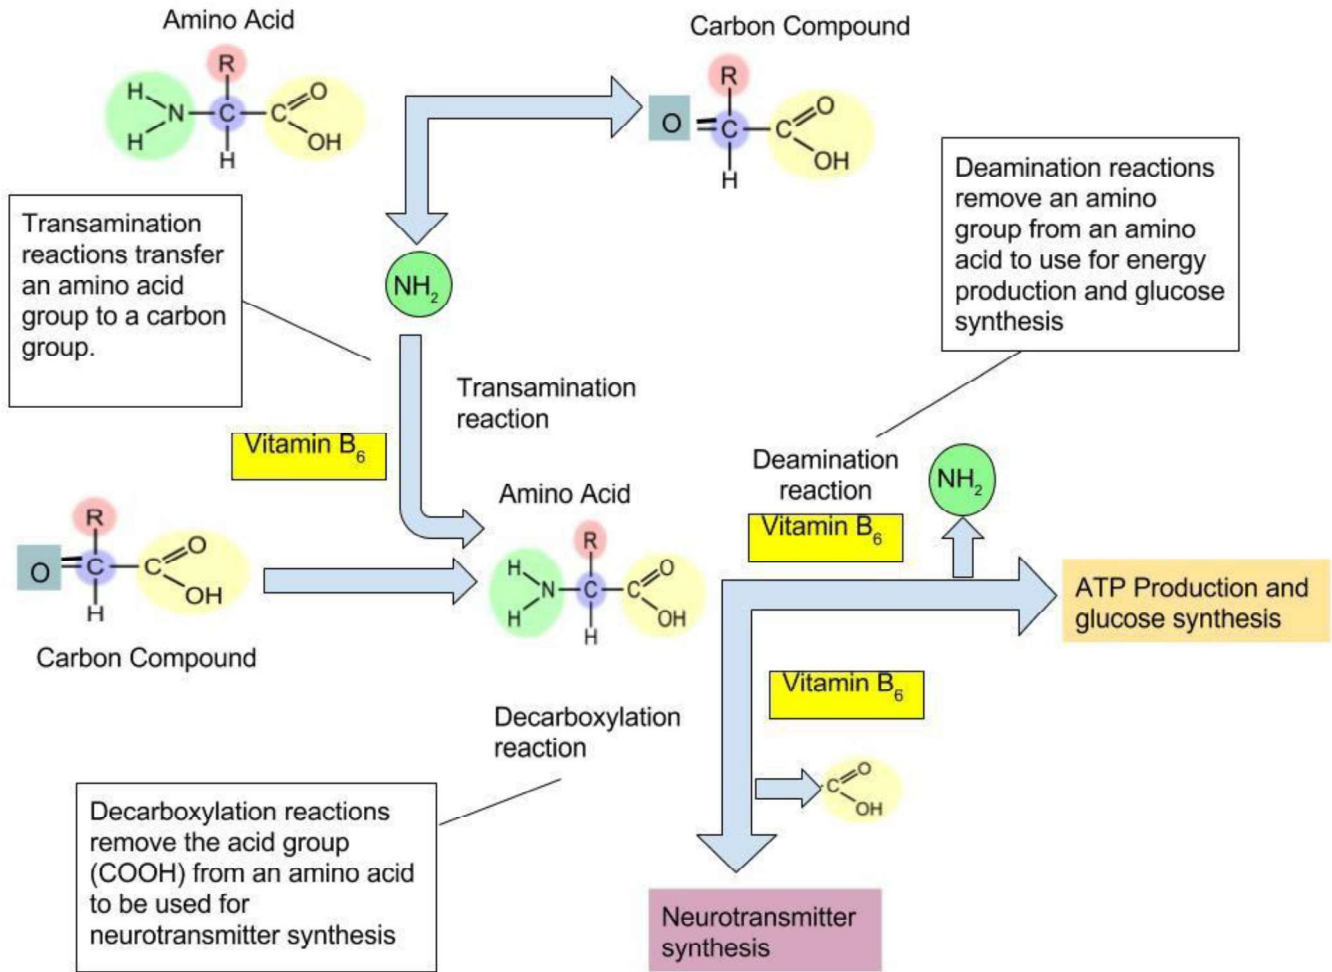 Amino Acid
H
H
N
C
R
H
C
O
OH
Carbon Compound
O
C
R
H
C
O
OH
Transamination
reactions transfer
an amino acid
group to a carbon
group.
Deamination reactions
remove an amino
group from an amino
acid to use for energy
production and glucose
synthesis
NH₂
Transamination
reaction
Vitamin B₆
Deamination
reaction
Vitamin B₆
NH₂
Amino Acid
H
H
N
C
R
H
C
O
OH
O
C
R
H
C
O
OH
Carbon Compound
ATP Production and
glucose synthesis
Vitamin B₆
Decarboxylation
reaction
C
O
OH
Decarboxylation reactions
remove the acid group
(COOH) from an amino acid
to be used for
neurotransmitter synthesis
Neurotransmitter
synthesis